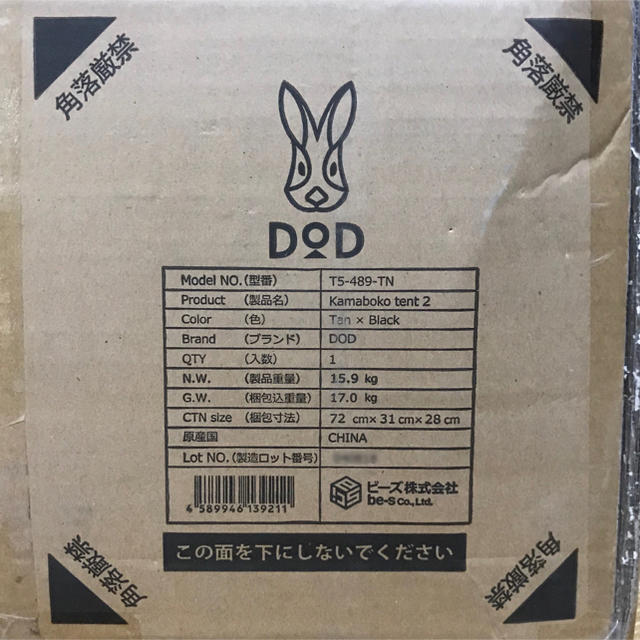 角落厳禁
角落厳禁
DOD
Model NO.(型番) T5-489-TN
Product (製品名) Kamaboko tent 2
Color (色) Tan × Black
Brand (ブランド) DOD
QTY (入数) 1
N.W. (製品重量) 15.9 kg
G.W. (梱包込重量) 17.0 kg
CTN size (梱包寸法) 72 cm× 31 cm× 28 cm
原産国 CHINA
Lot NO.(製造ロット番号)
4 589946 139211
ビーズ株式会社
be-s Co., Ltd.
この面を下にしないでください
角落厳禁
角落厳禁